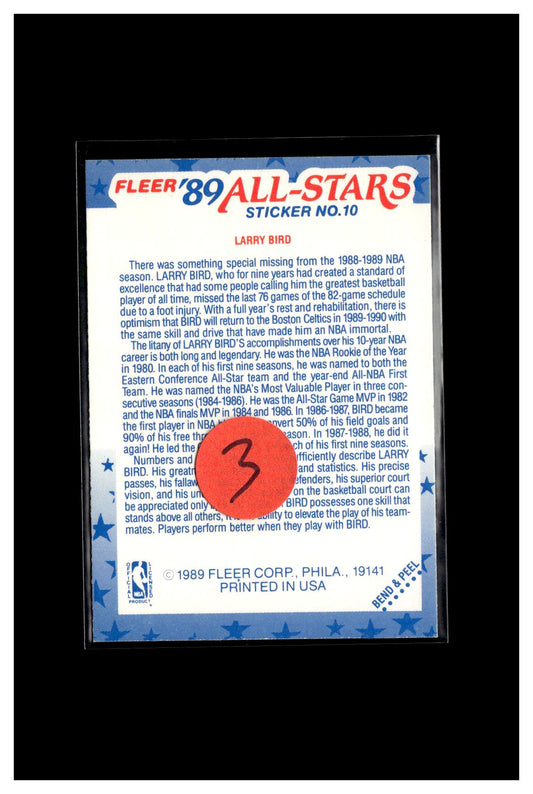 FLEER '89 ALL-STARS
STICKER NO.10
LARRY BIRD
There was something special missing from the 1988-1989 NBA
season. LARRY BIRD, who for nine years had created a standard of
excellence that had some people calling him the greatest basketball
player of all time, missed the last 76 games of the 82-game schedule
due to a foot injury. With a full year's rest and rehabilitation, there is
optimism that BIRD will return to the Boston Celtics in 1989-1990 with
the same skill and drive that have made him an NBA immortal.
The litany of LARRY BIRD'S accomplishments over his 10-year NBA
career is both long and legendary. He was the NBA Rookie of the Year
in 1980. In each of his first nine seasons, he was named to both the
Eastern Conference All-Star team and the year-end All-NBA First
Team. He was named the NBA's Most Valuable Player in three con-
secutive seasons (1984-1986). He was the All-Star Game MVP in 1982
and the NBA finals MVP in 1984 and 1986. In 1986-1987, BIRD became
the first player in NBA 50% of his field goals and
90% of his free In 1987-1988, he did it
again! He led the of his first nine seasons.
Numbers and describe LARRY
BIRD. His and statistics. His precise
passes, his his superior court
vision, and his on the basketball court can
be appreciated only BIRD possesses one skill that
stands above all others, to elevate the play of his team-
mates. Players perform better when they play with BIRD.
3
OFFICIAL LICENSED
NBA
PRODUCT
© 1989 FLEER CORP., PHILA., 19141
PRINTED IN USA
BEND & PEEL